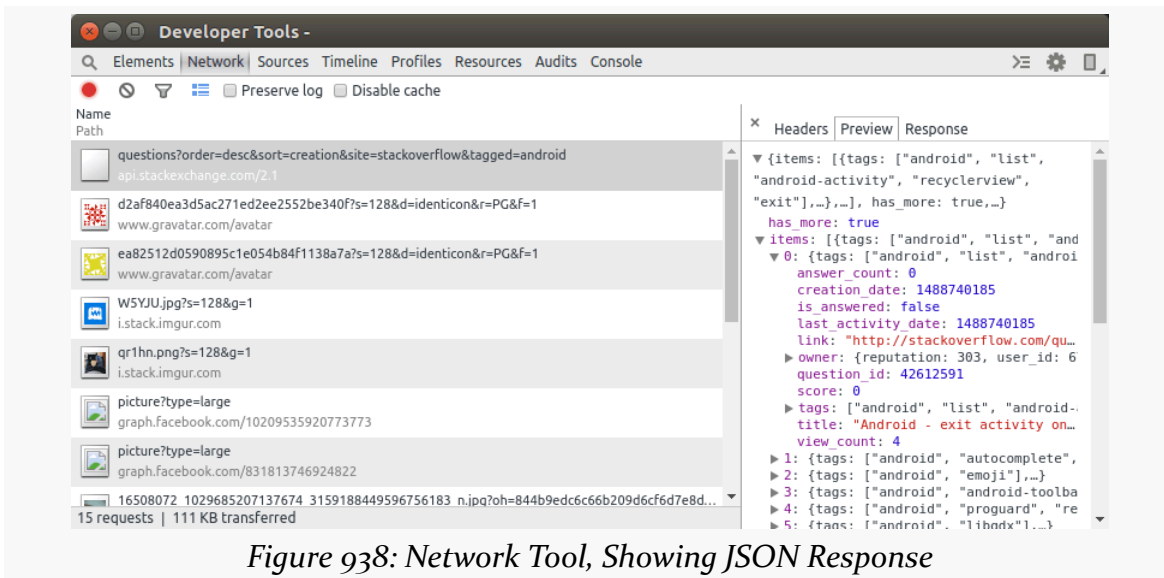 Developer Tools -
Elements Network Sources Timeline Profiles Resources Audits Console
Preserve log Disable cache
Name
Path
questions?order=desc&sort=creation&site=stackoverflow&tagged=android
api.stackexchange.com/2.1
d2af840ea3d5ac271ed2ee2552be340f?s=128&d=identicon&r=PG&f=1
www.gravatar.com/avatar
ea82512d0590895c1e054b84f1138a7a?s=128&d=identicon&r=PG&f=1
www.gravatar.com/avatar
W5YJU.jpg?s=128&g=1
i.stack.imgur.com
qr1hn.png?s=128&g=1
i.stack.imgur.com
picture?type=large
graph.facebook.com/10209535920773773
picture?type=large
graph.facebook.com/831813746924822
16508072_1029685207137674_3159188449596756183_n.jpg?oh=844b9edc6c66b209d6cf6d7e8d...
15 requests | 111 KB transferred
× Headers Preview Response
▼ {items: [{tags: ["android", "list",
"android-activity", "recyclerview",
"exit"],…},…], has_more: true,…}
has_more: true
▼ items: [{tags: ["android", "list", "and
▼ 0: {tags: ["android", "list", "androi
answer_count: 0
creation_date: 1488740185
is_answered: false
last_activity_date: 1488740185
link: "http://stackoverflow.com/qu…
▶ owner: {reputation: 303, user_id: 6
question_id: 42612591
score: 0
▶ tags: ["android", "list", "android-
title: "Android - exit activity on…
view_count: 4
▶ 1: {tags: ["android", "autocomplete",
▶ 2: {tags: ["android", "emoji"],…}
▶ 3: {tags: ["android", "android-toolba
▶ 4: {tags: ["android", "proguard", "re
▶ 5: {tags: ["android", "libgdx"],…}
Figure 938: Network Tool, Showing JSON Response